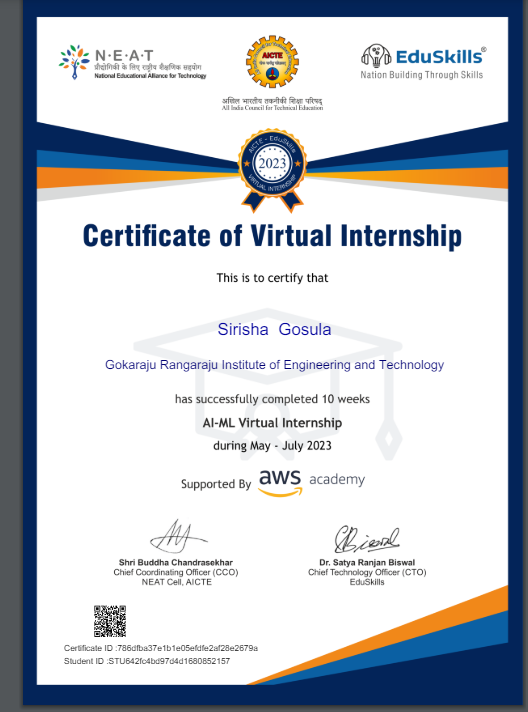 N·E·A·T
प्रौद्योगिकी के लिए राष्ट्रीय शैक्षणिक सहयोग
National Educational Alliance for Technology
AICTE
अखिल भारतीय तकनीकी शिक्षा परिषद्
All India Council for Technical Education
EduSkills®
Nation Building Through Skills
AICTE - EduSkills
2023
VIRTUAL INTERNSHIP
Certificate of Virtual Internship
This is to certify that
Sirisha Gosula
Gokaraju Rangaraju Institute of Engineering and Technology
has successfully completed 10 weeks
AI-ML Virtual Internship
during May - July 2023
Supported By aws academy
Shri Buddha Chandrasekhar
Chief Coordinating Officer (CCO)
NEAT Cell, AICTE
Dr. Satya Ranjan Biswal
Chief Technology Officer (CTO)
EduSkills
Certificate ID :786dfba37e1b1e05efdfe2af28e2679a
Student ID :STU642fc4bd97d4d1680852157